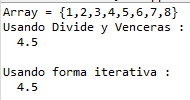 Array = {1,2,3,4,5,6,7,8}
Usando Divide y Venceras :
4.5
Usando forma iterativa :
4.5